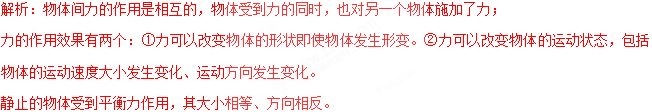 解析：物体间力的作用是相互的，物体受到力的同时，也对另一个物体施加了力；
力的作用效果有两个：①力可以改变物体的形状即使物体发生形变。②力可以改变物体的运动状态，包括
物体的运动速度大小发生变化、运动方向发生变化。
静止的物体受到平衡力作用，其大小相等、方向相反。